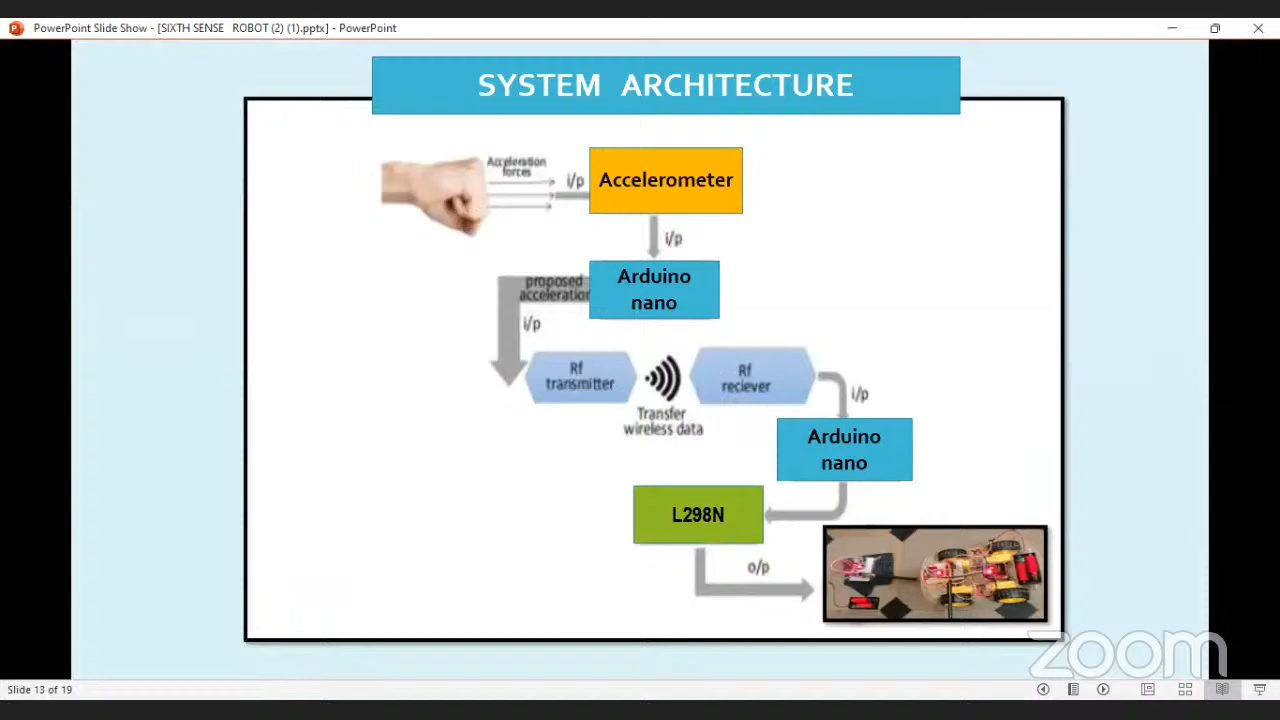 PowerPoint Slide Show - [SIXTH SENSE ROBOT (2) (1).pptx] - PowerPoint
SYSTEM ARCHITECTURE
Acceleration
forces
i/p
Accelerometer
i/p
proposed
acceleration
Arduino
nano
i/p
Rf
transmitter
Rf
reciever
Transfer
wireless data
i/p
Arduino
nano
L298N
o/p
zoom
Slide 13 of 19